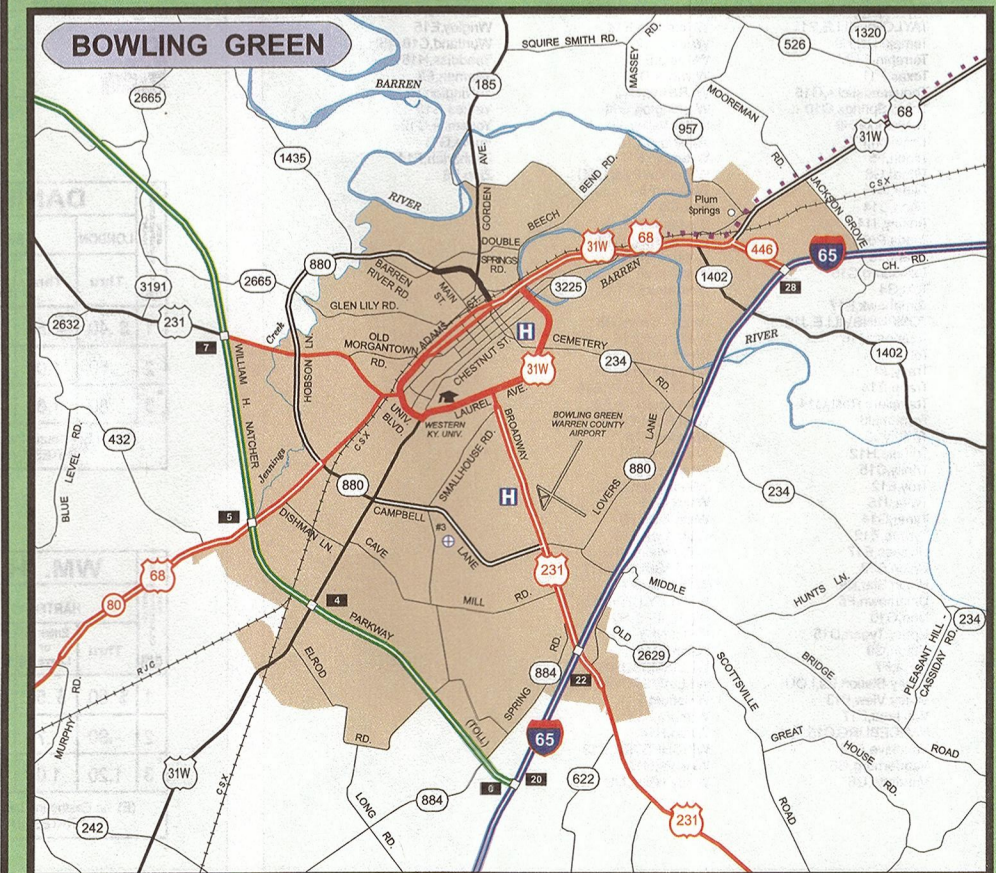 BOWLING GREEN
SQUIRE SMITH RD.
MASSEY RD.
526
1320
2665
185
BARREN
957
MOOREMAN RD.
68
31W
CSX
1435
AVE.
GORDEN
BEND RD.
BEECH
Plum Springs
JACKSON GROVE
RIVER
DOUBLE SPRINGS RD.
31W
68
446
65
CH. RD.
880
BARREN RIVER RD.
MAIN ST.
BARREN
1402
28
3191
2665
GLEN LILY RD.
3225
2632
231
Creek
HOBSON LN.
OLD MORGANTOWN RD.
ADAMS
ST.
CHESTNUT ST.
H
CEMETERY
234
RD.
RIVER
1402
7
WILLIAM H. NATCHER
31W
UNIV. BLVD.
CSX
WESTERN KY. UNIV.
LAUREL AVE.
BROADWAY
BOWLING GREEN
WARREN COUNTY
AIRPORT
LANE
432
BLUE LEVEL RD.
Jennings
SMALLHOUSE RD.
880
880
LOVERS
234
H
5
DISHMAN LN.
CAMPBELL
#3
LANE
CAVE
MILL RD.
231
68
80
4
MIDDLE
HUNTS LN.
234
PARKWAY
RJC
ELROD
RD.
OLD
2629
SCOTTSVILLE
BRIDGE
PLEASANT HILL - CASSIDAY RD.
MURPHY RD.
884
SPRING
RD.
22
(TOLL)
65
GREAT
HOUSE
RD.
ROAD
31W
CSX
6
20
622
884
LONG RD.
242
231
ROAD